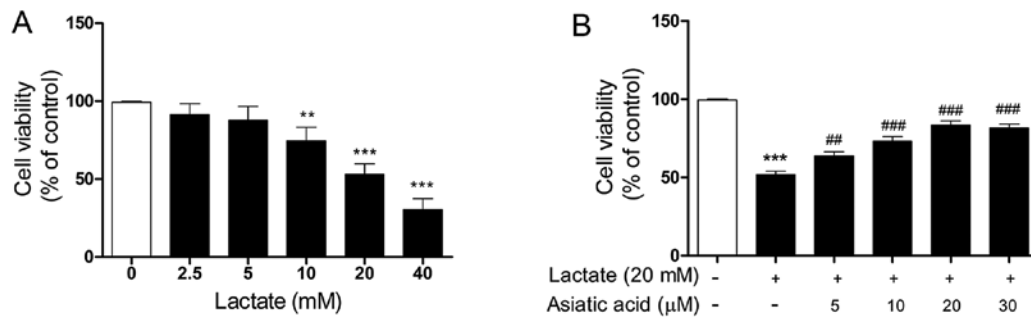 A
Cell viability
(% of control)
150
100
50
0
**
***
***
0 2.5 5 10 20 40
Lactate (mM)
B
Cell viability
(% of control)
150
100
50
0
***
##
###
###
###
Lactate (20 mM) - + + + + +
Asiatic acid (μM) - - 5 10 20 30